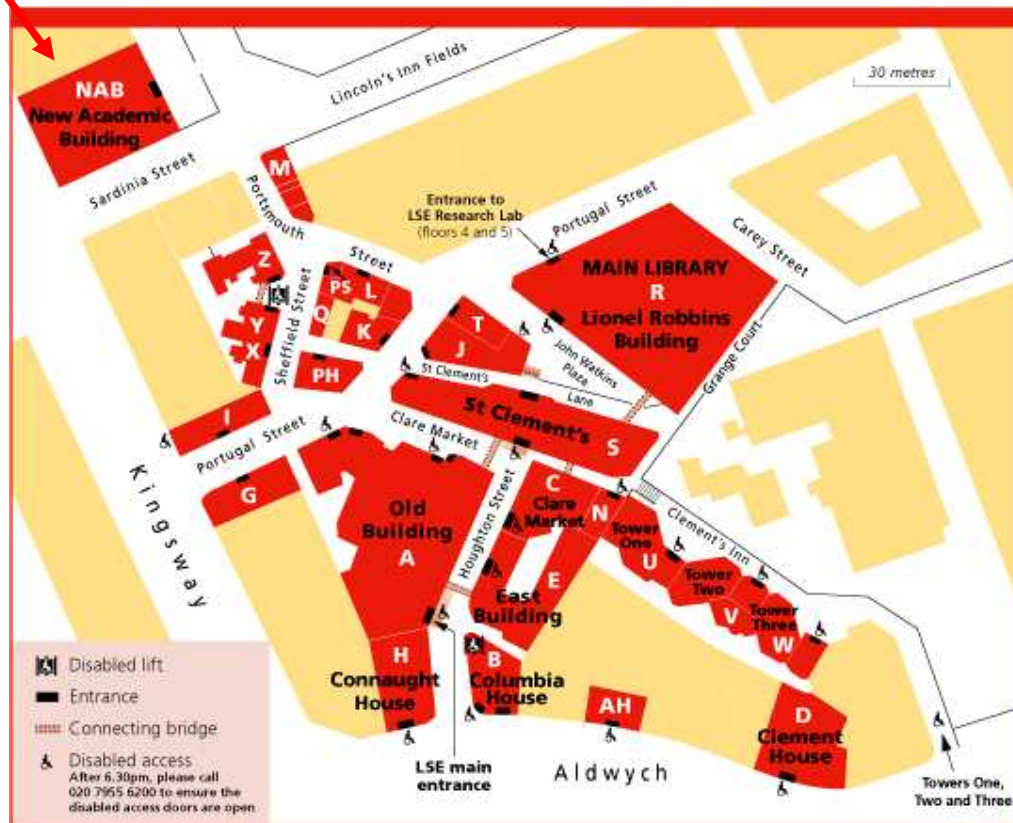 NAB
New Academic
Building
Lincoln's Inn Fields
30 metres
Sardinia Street
M
Portsmouth
Street
Entrance to
LSE Research Lab
(floors 4 and 5)
Portugal Street
Carey Street
Z
PS
L
Q
K
Y
X
Sheffield Street
PH
T
J
MAIN LIBRARY
R
Lionel Robbins
Building
John Watkins
Plaza
Grange Court
St Clement's
Lane
St Clement's
S
I
Portugal Street
Clare Market
G
Kingsway
Old
Building
A
Houghton Street
C
Clare
Market
N
E
East
Building
Tower
One
U
Clement's Inn
Tower
Two
V
Tower
Three
W
H
Connaught
House
B
Columbia
House
AH
D
Clement
House
LSE main
entrance
Aldwych
Towers One,
Two and Three
Disabled lift
Entrance
Connecting bridge
Disabled access
After 6.30pm, please call
020 7955 6200 to ensure the
disabled access doors are open